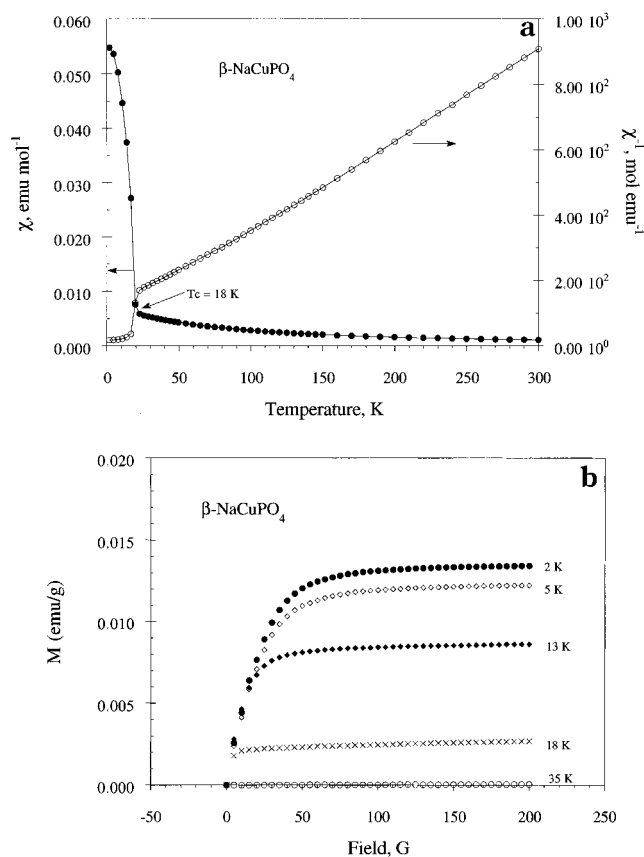 a
0.060
0.050
0.040
0.030
0.020
0.010
0.000
χ, emu mol⁻¹
β-NaCuPO₄
Tc = 18 K
1.00 10³
8.00 10²
6.00 10²
4.00 10²
2.00 10²
0.00 10⁰
χ⁻¹, mol emu⁻¹
0 50 100 150 200 250 300
Temperature, K
b
0.020
0.015
0.010
0.005
0.000
M (emu/g)
β-NaCuPO₄
2 K
5 K
13 K
18 K
35 K
-50 0 50 100 150 200 250
Field, G